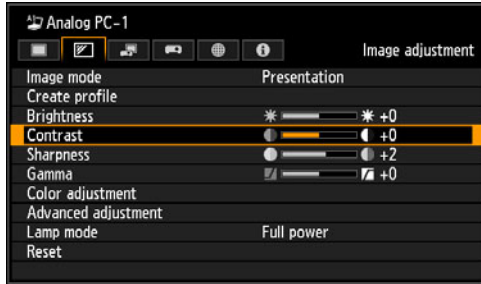 Analog PC-1
Image adjustment
Image mode Presentation
Create profile
Brightness +0
Contrast +0
Sharpness +2
Gamma +0
Color adjustment
Advanced adjustment
Lamp mode Full power
Reset